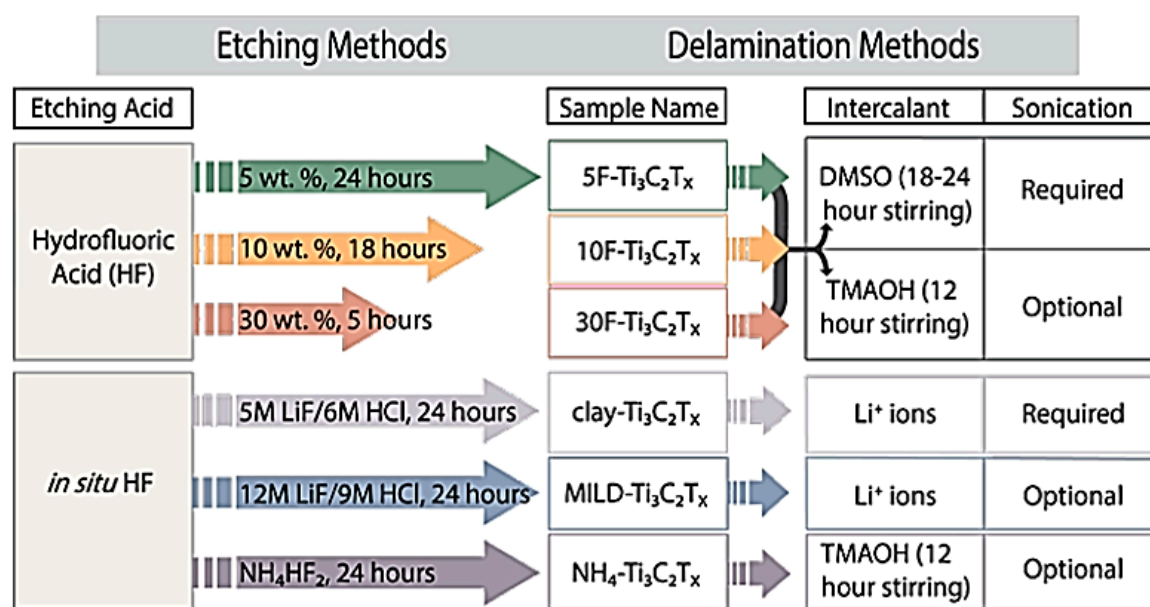 Etching Methods
Delamination Methods
Etching Acid
Sample Name
Intercalant
Sonication
Hydrofluoric
Acid (HF)
5 wt. %, 24 hours
5F-Ti₃C₂Tₓ
DMSO (18-24
hour stirring)
Required
10 wt. %, 18 hours
10F-Ti₃C₂Tₓ
30 wt. %, 5 hours
30F-Ti₃C₂Tₓ
TMAOH (12
hour stirring)
Optional
in situ HF
5M LiF/6M HCl, 24 hours
clay-Ti₃C₂Tₓ
Li⁺ ions
Required
12M LiF/9M HCl, 24 hours
MILD-Ti₃C₂Tₓ
Li⁺ ions
Optional
NH₄HF₂, 24 hours
NH₄-Ti₃C₂Tₓ
TMAOH (12
hour stirring)
Optional